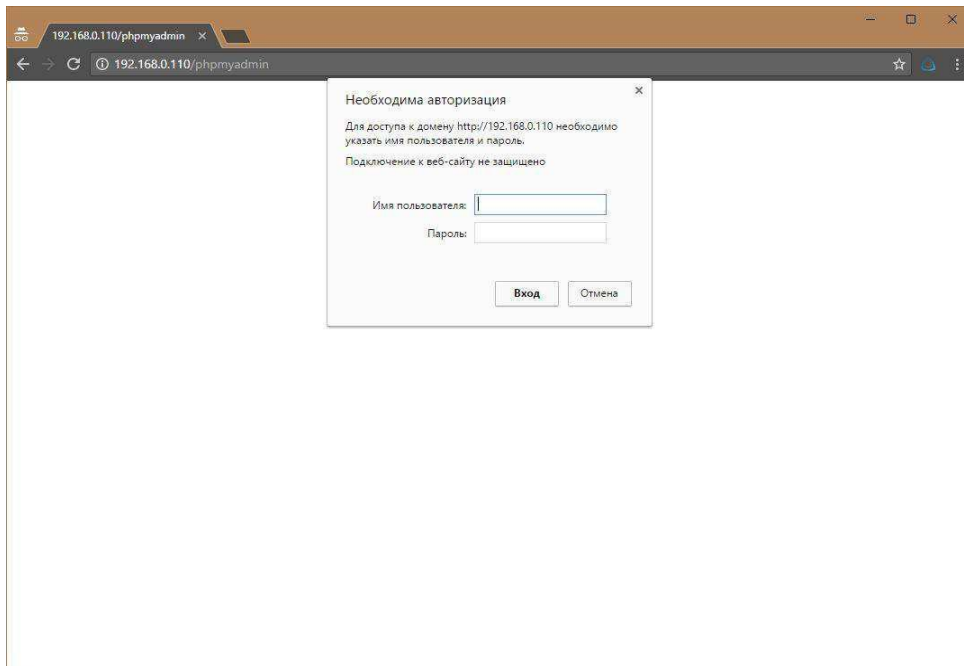 192.168.0.110/phpmyadmin
192.168.0.110/phpmyadmin
Необходима авторизация
Для доступа к домену http://192.168.0.110 необходимо
указать имя пользователя и пароль.
Подключение к веб-сайту не защищено
Имя пользователя:
Пароль:
Вход Отмена